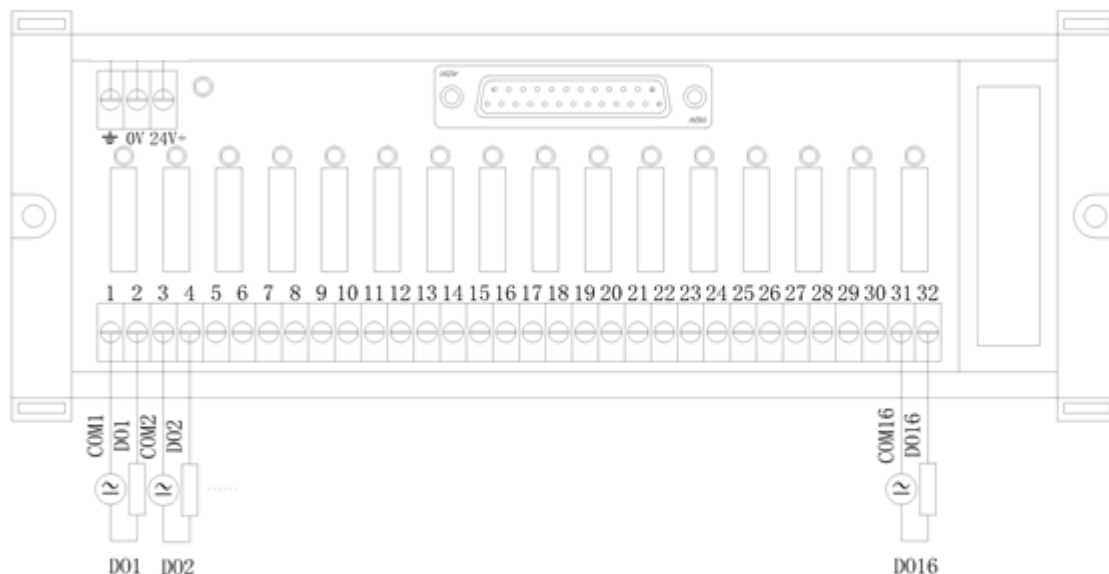 ⏚ 0V 24V+
1 2 3 4 5 6 7 8 9 10 11 12 13 14 15 16 17 18 19 20 21 22 23 24 25 26 27 28 29 30 31 32
COM1 DO1 COM2 DO2 COM16 DO16
......
DO1 DO2 DO16